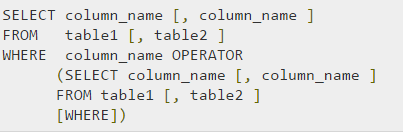 SELECT column_name [, column_name ]
FROM   table1 [, table2 ]
WHERE  column_name OPERATOR
      (SELECT column_name [, column_name ]
      FROM table1 [, table2 ]
      [WHERE])